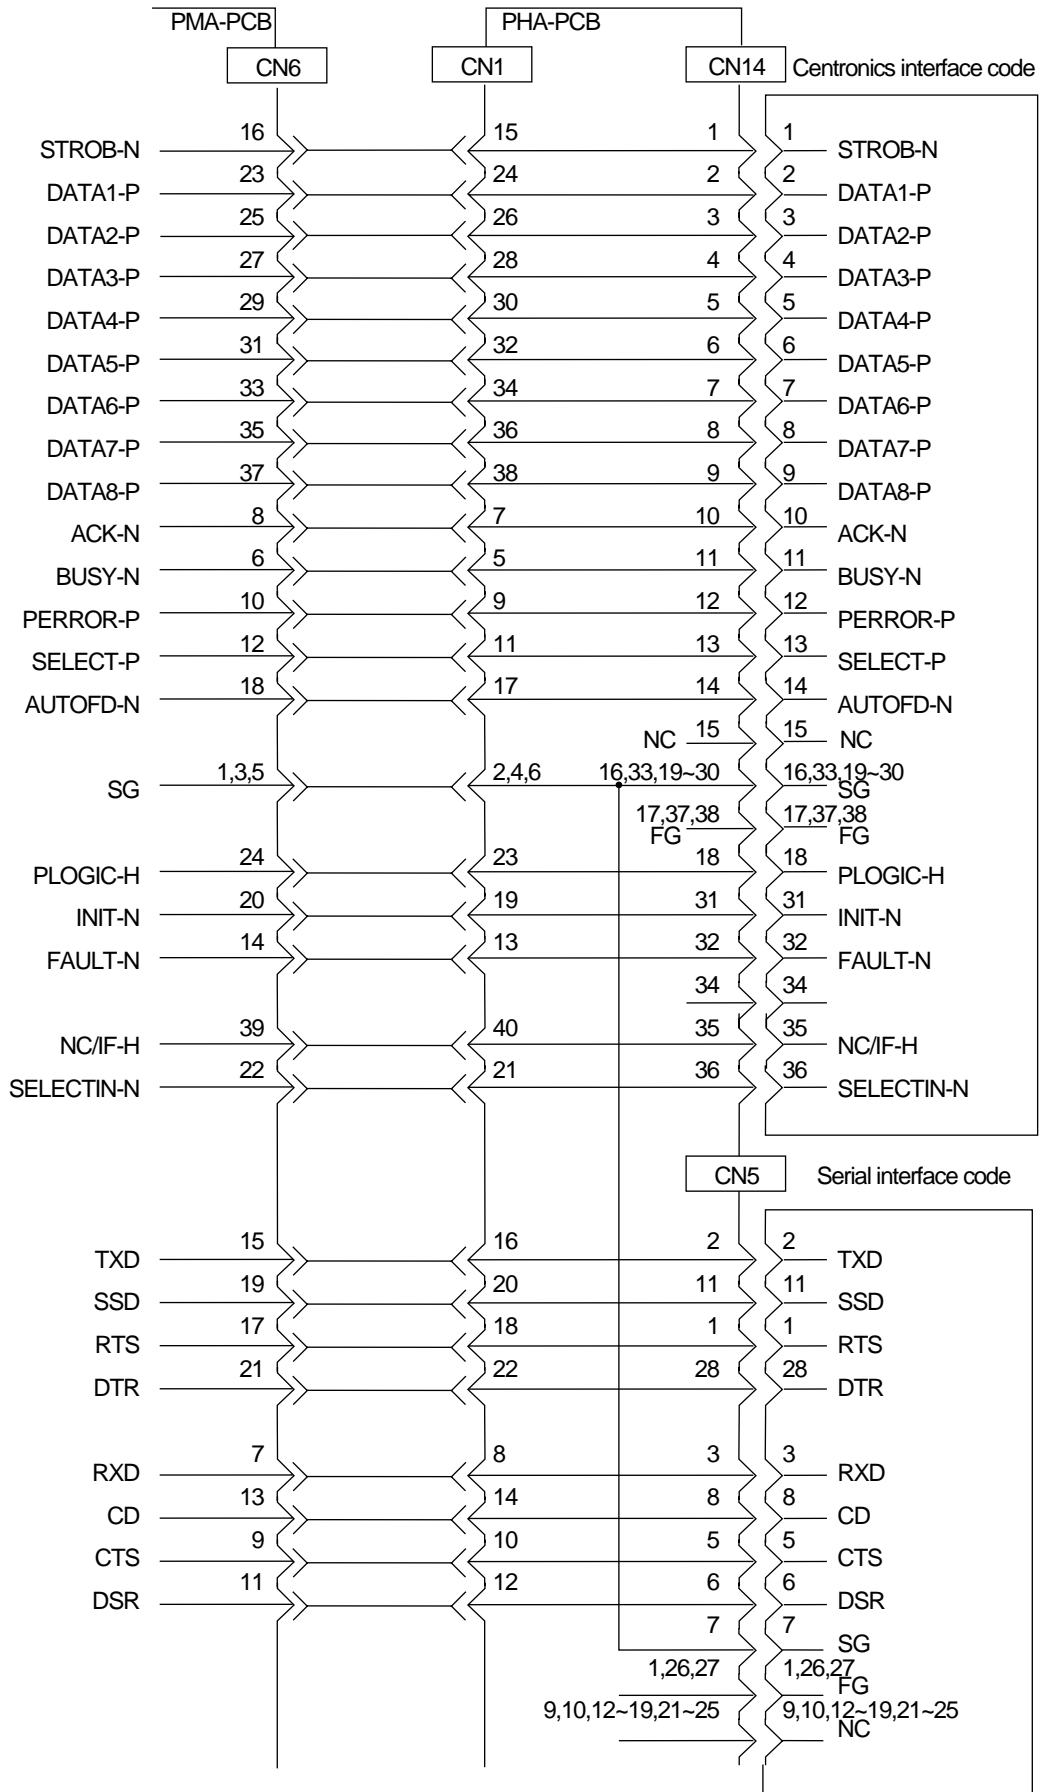 PMA-PCB PHA-PCB
CN6 CN1 CN14 Centronics interface code
STROB-N 16 15 1 1 STROB-N
DATA1-P 23 24 2 2 DATA1-P
DATA2-P 25 26 3 3 DATA2-P
DATA3-P 27 28 4 4 DATA3-P
DATA4-P 29 30 5 5 DATA4-P
DATA5-P 31 32 6 6 DATA5-P
DATA6-P 33 34 7 7 DATA6-P
DATA7-P 35 36 8 8 DATA7-P
DATA8-P 37 38 9 9 DATA8-P
ACK-N 8 7 10 10 ACK-N
BUSY-N 6 5 11 11 BUSY-N
PERROR-P 10 9 12 12 PERROR-P
SELECT-P 12 11 13 13 SELECT-P
AUTOFD-N 18 17 14 14 AUTOFD-N
NC 15 15 NC
SG 1,3,5 2,4,6 16,33,19~30 16,33,19~30 SG
17,37,38 FG 17,37,38 FG
PLOGIC-H 24 23 18 18 PLOGIC-H
INIT-N 20 19 31 31 INIT-N
FAULT-N 14 13 32 32 FAULT-N
34 34
NC/IF-H 39 40 35 35 NC/IF-H
SELECTIN-N 22 21 36 36 SELECTIN-N
CN5 Serial interface code
TXD 15 16 2 2 TXD
SSD 19 20 11 11 SSD
RTS 17 18 1 1 RTS
DTR 21 22 28 28 DTR
RXD 7 8 3 3 RXD
CD 13 14 8 8 CD
CTS 9 10 5 5 CTS
DSR 11 12 6 6 DSR
7 7 SG
1,26,27 1,26,27 FG
9,10,12~19,21~25 9,10,12~19,21~25 NC